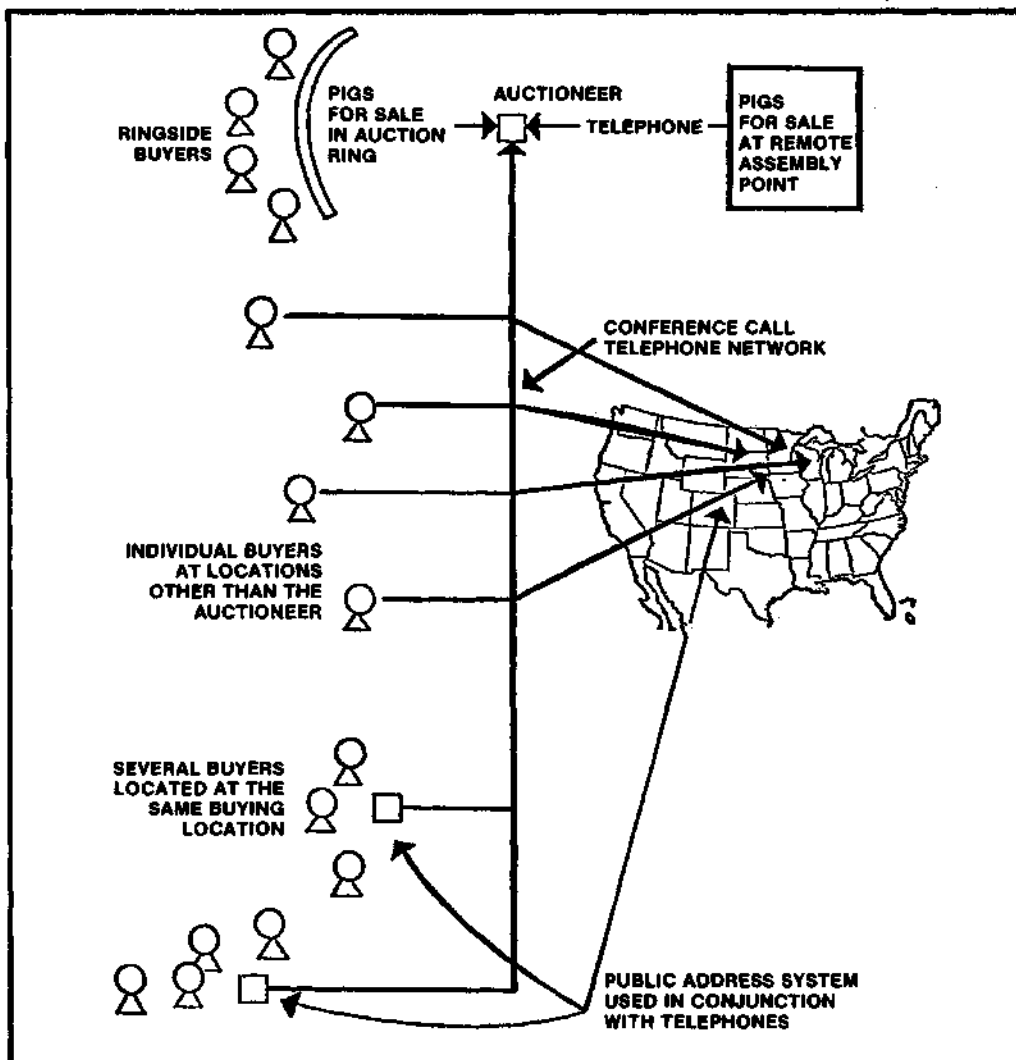 RINGSIDE
BUYERS
PIGS
FOR SALE
IN AUCTION
RING
AUCTIONEER
TELEPHONE
PIGS
FOR SALE
AT REMOTE
ASSEMBLY
POINT
CONFERENCE CALL
TELEPHONE NETWORK
INDIVIDUAL BUYERS
AT LOCATIONS
OTHER THAN THE
AUCTIONEER
SEVERAL BUYERS
LOCATED AT THE
SAME BUYING
LOCATION
PUBLIC ADDRESS SYSTEM
USED IN CONJUNCTION
WITH TELEPHONES